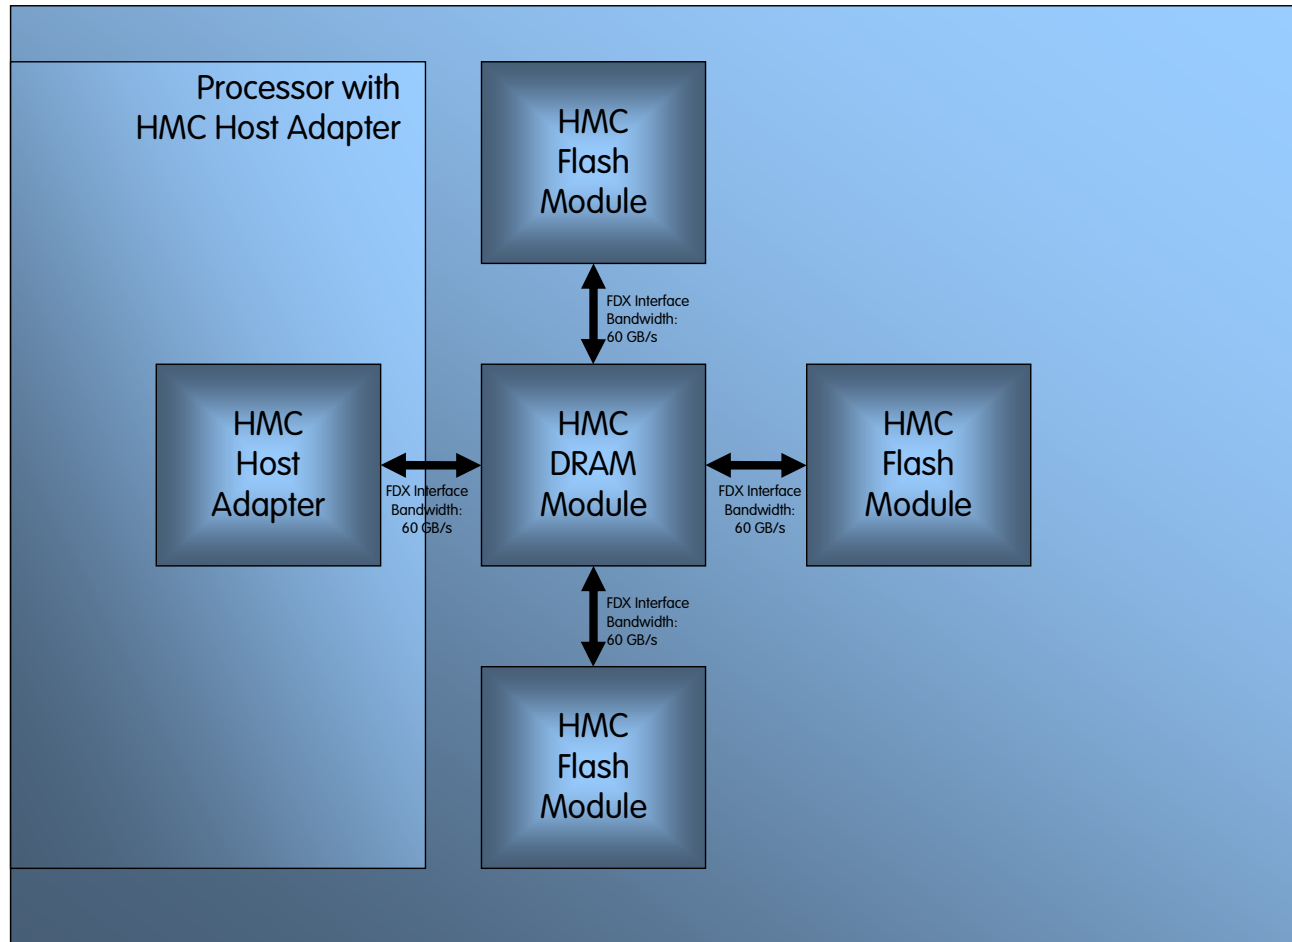 Processor with
HMC Host Adapter
HMC
Flash
Module
FDX Interface
Bandwidth:
60 GB/s
HMC
Host
Adapter
FDX Interface
Bandwidth:
60 GB/s
HMC
DRAM
Module
FDX Interface
Bandwidth:
60 GB/s
HMC
Flash
Module
FDX Interface
Bandwidth:
60 GB/s
HMC
Flash
Module